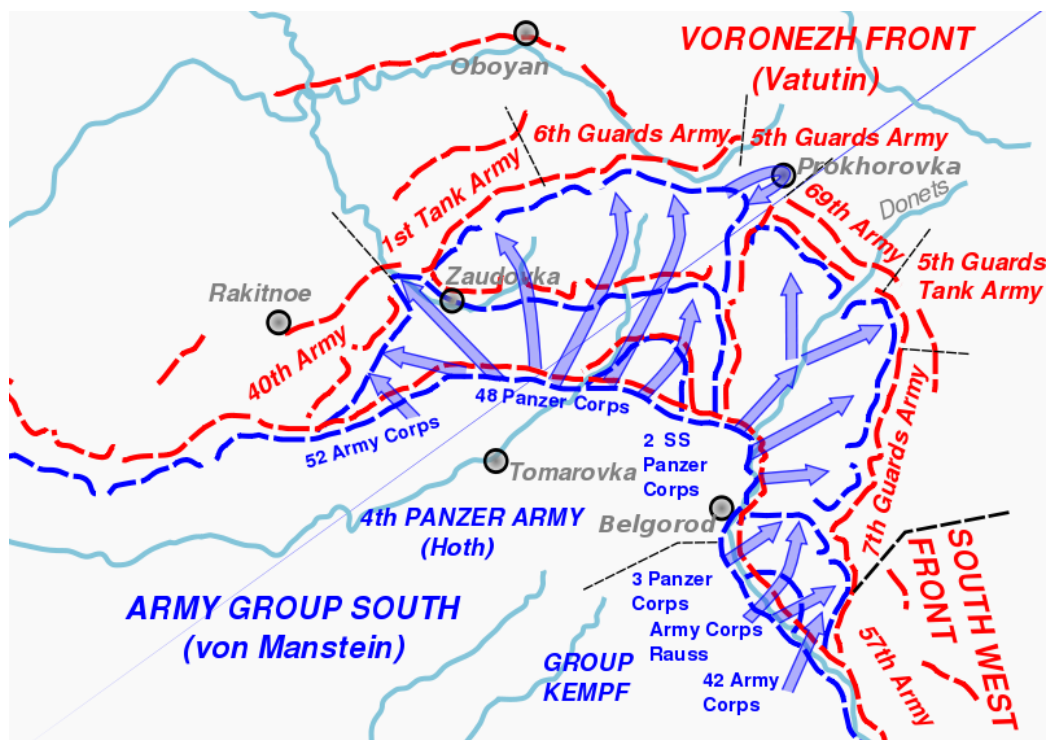 VORONEZH FRONT
(Vatutin)
Oboyan
6th Guards Army
5th Guards Army
1st Tank Army
Prokhorovka
69th Army
Donets
5th Guards
Tank Army
Zaudovka
Rakitnoe
40th Army
48 Panzer Corps
52 Army Corps
2 SS
Panzer
Corps
7th Guards Army
Tomarovka
Belgorod
4th PANZER ARMY
(Hoth)
SOUTH WEST
FRONT
3 Panzer
Corps
Army Corps
Rauss
ARMY GROUP SOUTH
(von Manstein)
GROUP
KEMPF
42 Army
Corps
57th Army